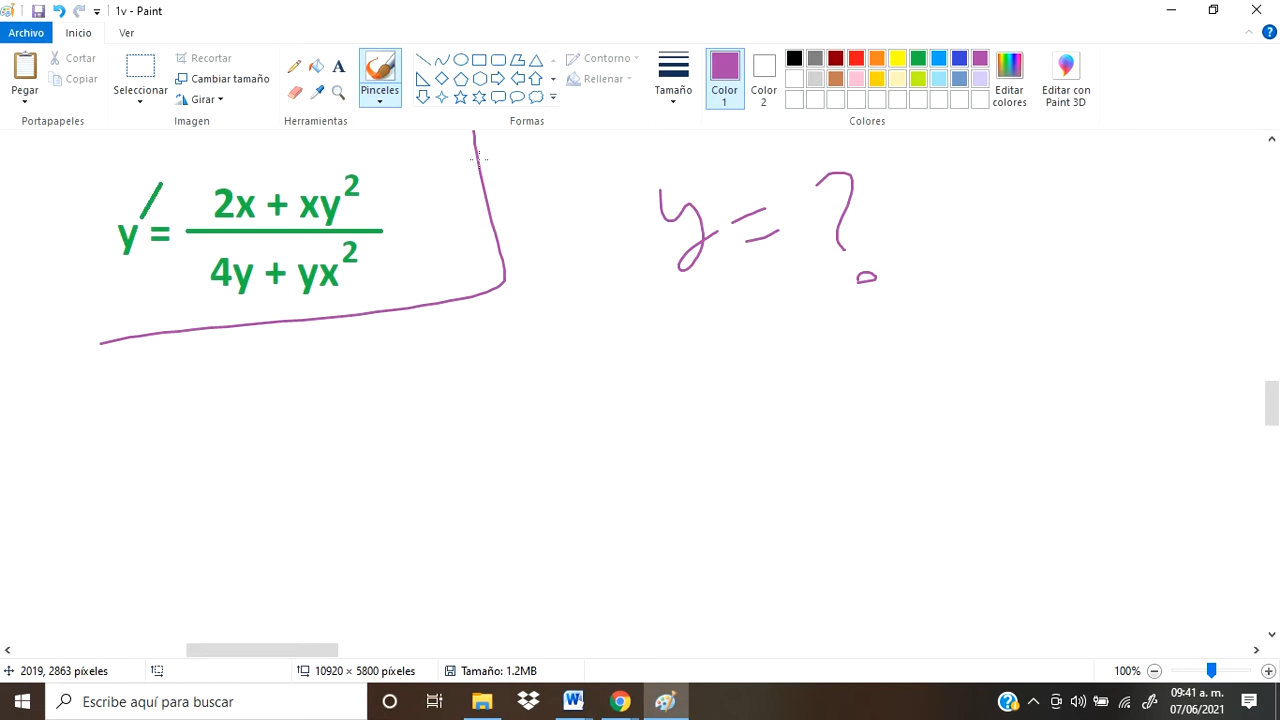 1v - Paint
Archivo Inicio Ver
Pegar
Cortar
Copiar
Portapapeles
Seleccionar
Recortar
Cambiar tamaño
Girar
Imagen
A
Herramientas
Pinceles
Contorno
Rellenar
Formas
Tamaño
Color 1
Color 2
Editar colores
Editar con Paint 3D
Colores
y′ = (2x + xy²) / (4y + yx²)
y = ?
2019, 2863 píxeles
10920 × 5800 píxeles
Tamaño: 1.2MB
100%
Escribe aquí para buscar
09:41 a. m.
07/06/2021